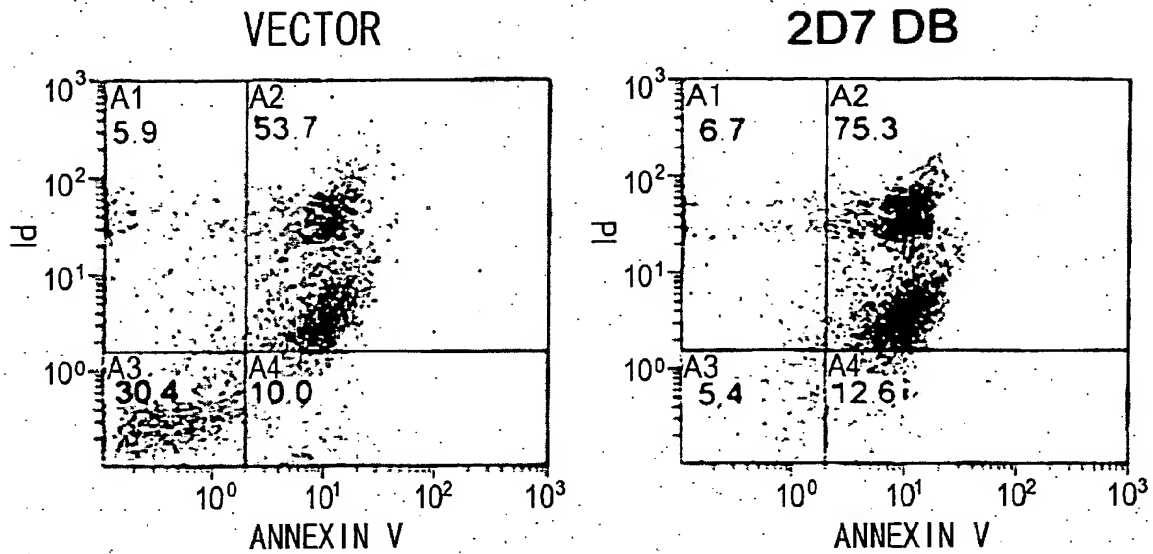 VECTOR
10³
10²
10¹
10⁰
PI
A1
5.9
A2
53.7
A3
30.4
A4
10.0
10⁰ 10¹ 10² 10³
ANNEXIN V
2D7 DB
10³
10²
10¹
10⁰
PI
A1
6.7
A2
75.3
A3
5.4
A4
12.6
10⁰ 10¹ 10² 10³
ANNEXIN V